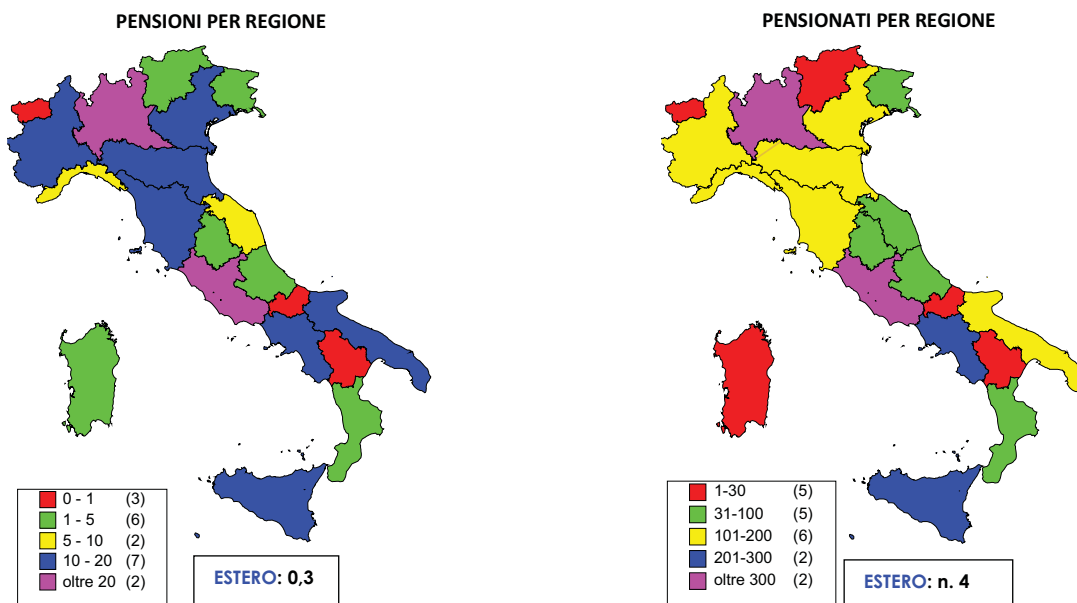 PENSIONI PER REGIONE
0 - 1 (3)
1 - 5 (6)
5 - 10 (2)
10 - 20 (7)
oltre 20 (2)
ESTERO: 0,3
PENSIONATI PER REGIONE
1-30 (5)
31-100 (5)
101-200 (6)
201-300 (2)
oltre 300 (2)
ESTERO: n. 4